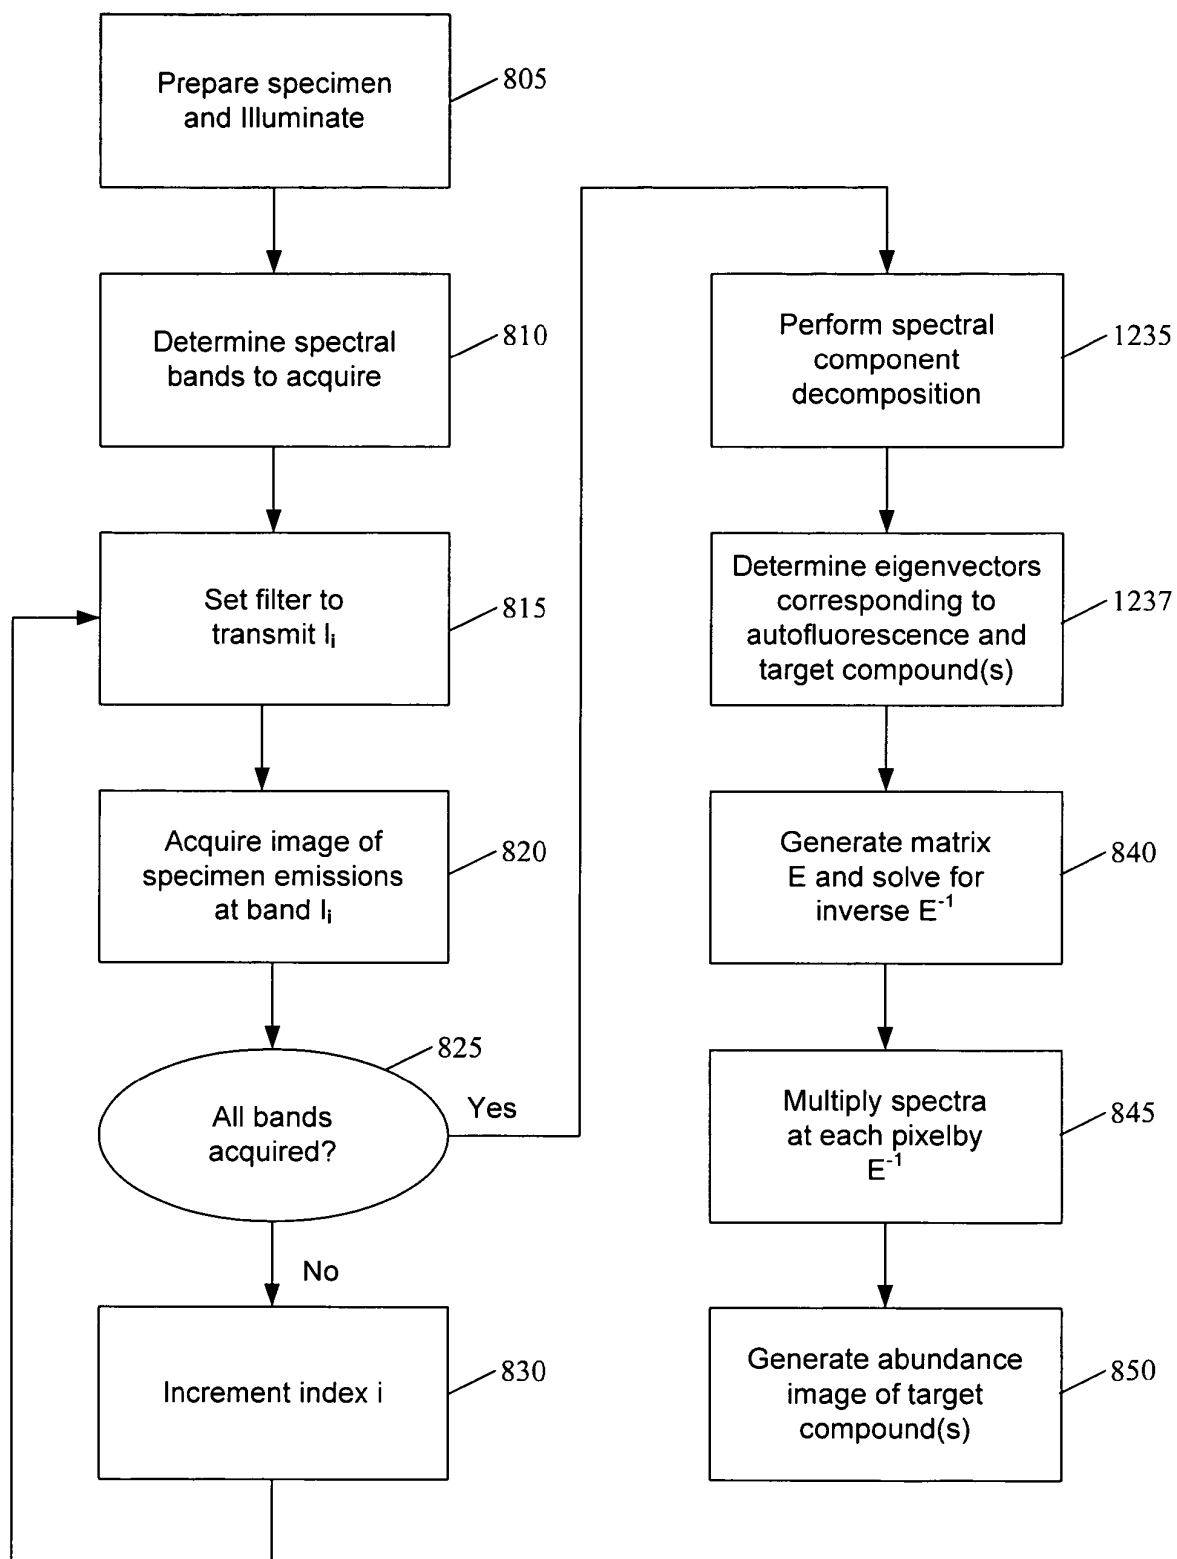 Prepare specimen
and Illuminate
805
Determine spectral
bands to acquire
810
Set filter to
transmit Iᵢ
815
Acquire image of
specimen emissions
at band Iᵢ
820
All bands
acquired?
825
Yes
No
Increment index i
830
Perform spectral
component
decomposition
1235
Determine eigenvectors
corresponding to
autofluorescence and
target compound(s)
1237
Generate matrix
E and solve for
inverse E⁻¹
840
Multiply spectra
at each pixelby
E⁻¹
845
Generate abundance
image of target
compound(s)
850